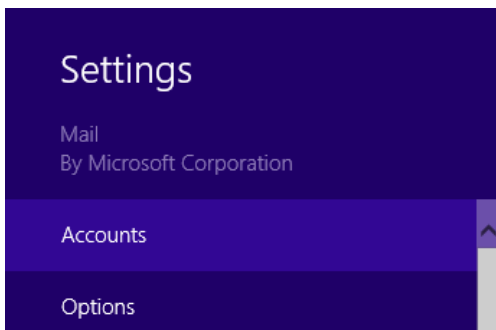 Settings
Mail
By Microsoft Corporation
Accounts
Options